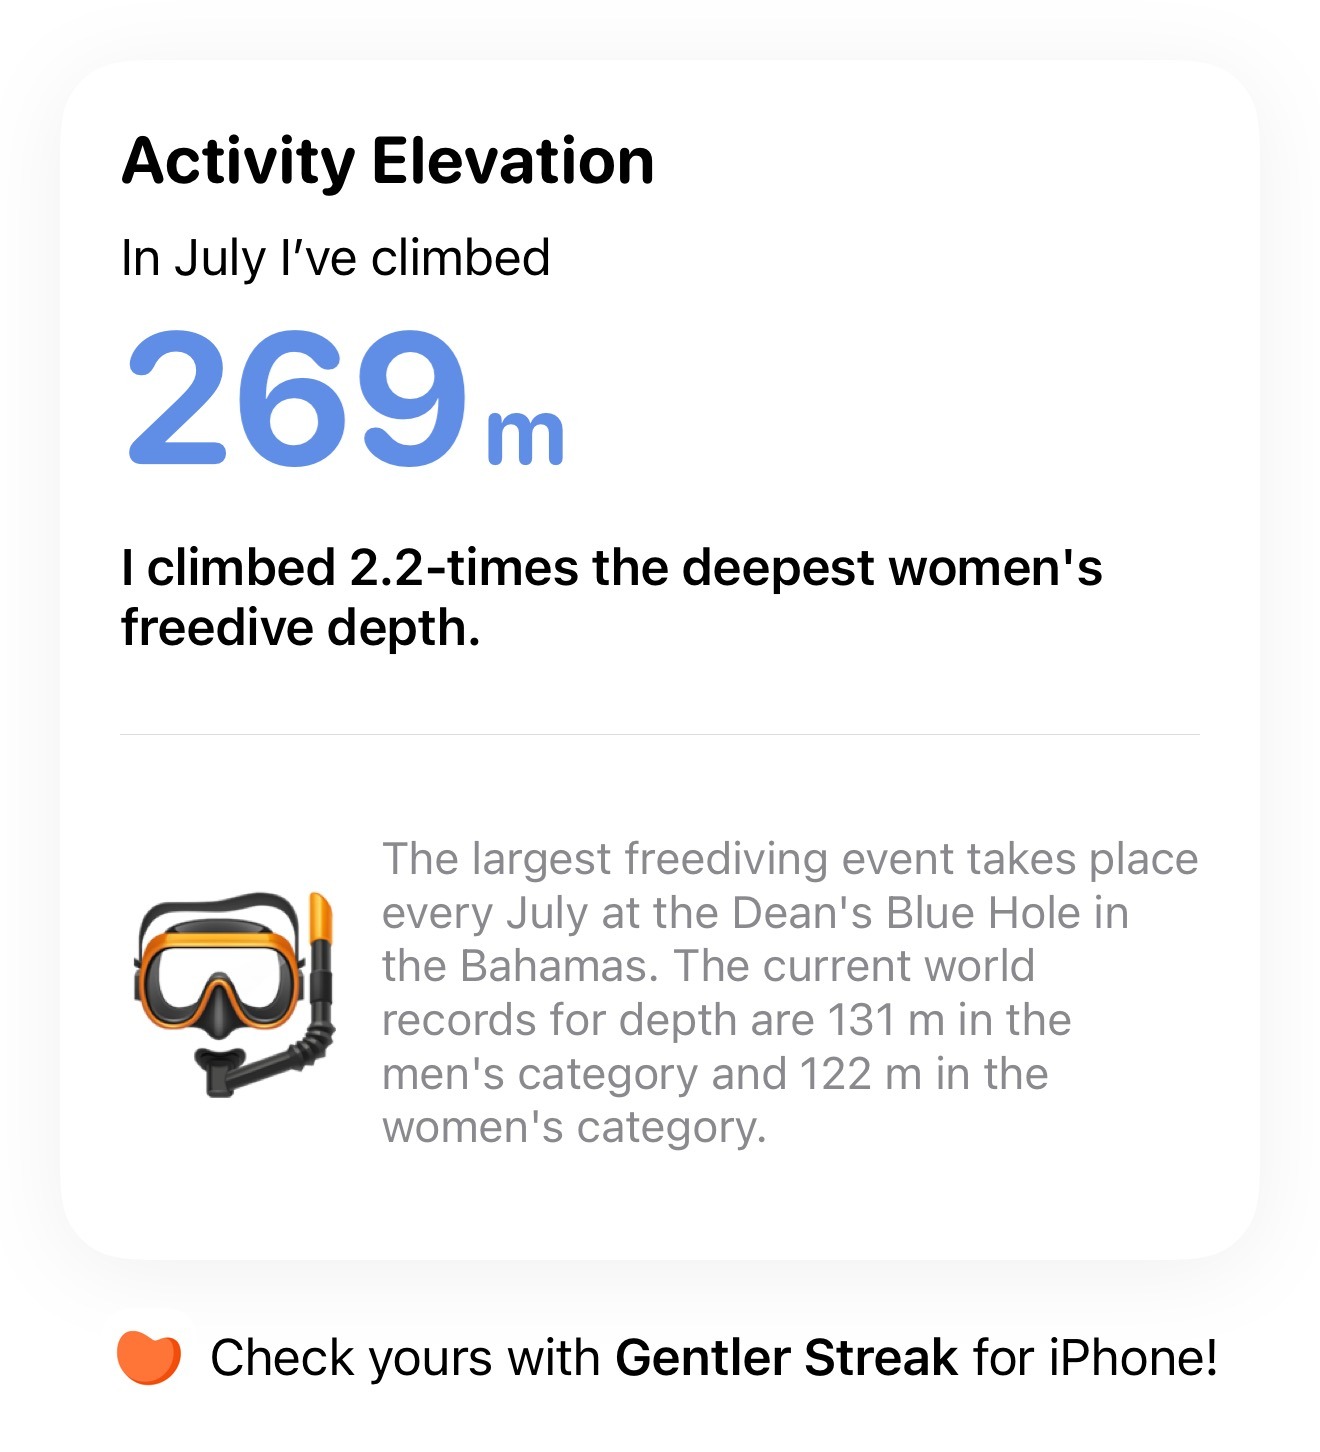 Activity Elevation
In July I’ve climbed
269 m
I climbed 2.2-times the deepest women's
freedive depth.
The largest freediving event takes place
every July at the Dean's Blue Hole in
the Bahamas. The current world
records for depth are 131 m in the
men's category and 122 m in the
women's category.
Check yours with Gentler Streak for iPhone!